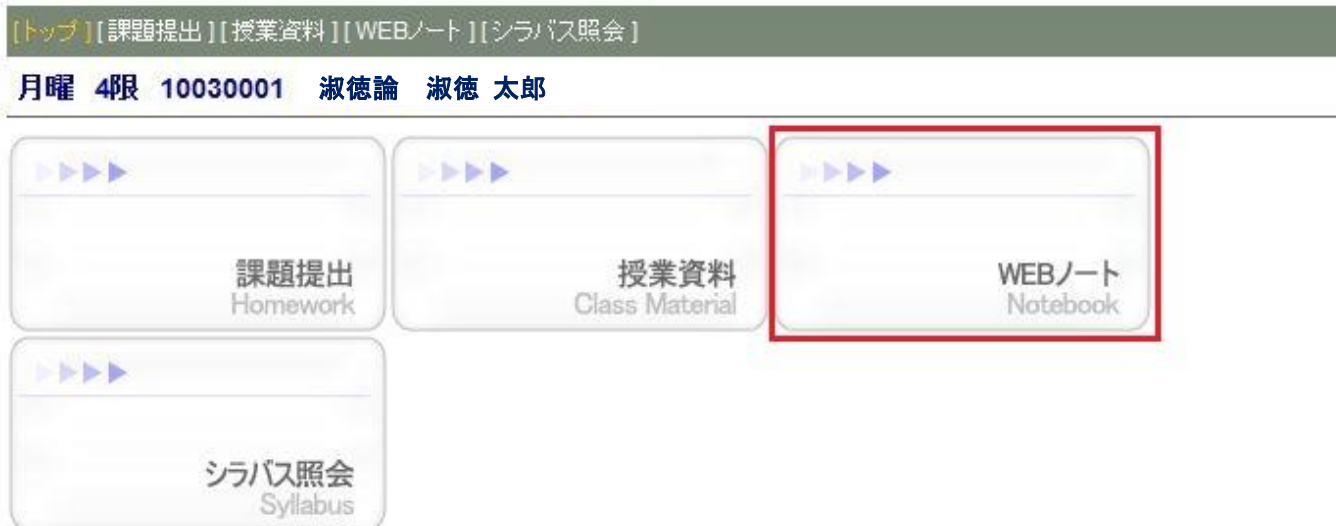 [トップ][課題提出][授業資料][WEBノート][シラバス照会]
月曜 4限 10030001 淑徳論 淑徳 太郎
課題提出
Homework
授業資料
Class Material
WEBノート
Notebook
シラバス照会
Syllabus